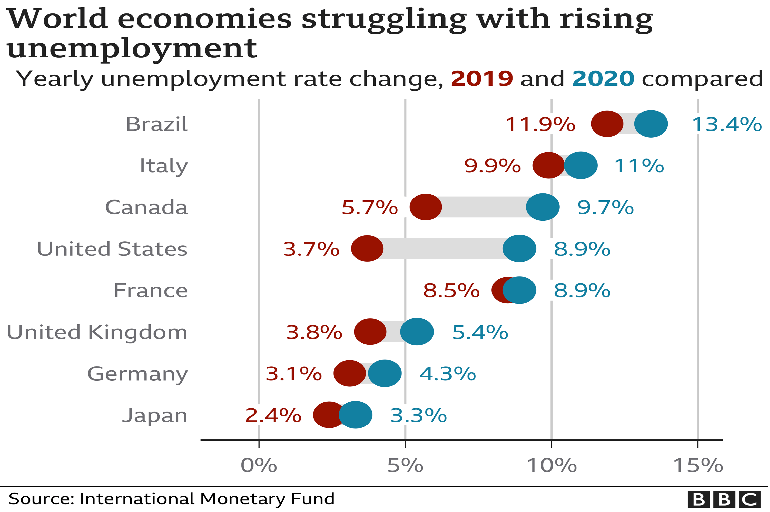 World economies struggling with rising
unemployment
Yearly unemployment rate change, 2019 and 2020 compared
Brazil 11.9% 13.4%
Italy 9.9% 11%
Canada 5.7% 9.7%
United States 3.7% 8.9%
France 8.5% 8.9%
United Kingdom 3.8% 5.4%
Germany 3.1% 4.3%
Japan 2.4% 3.3%
0% 5% 10% 15%
Source: International Monetary Fund BBC